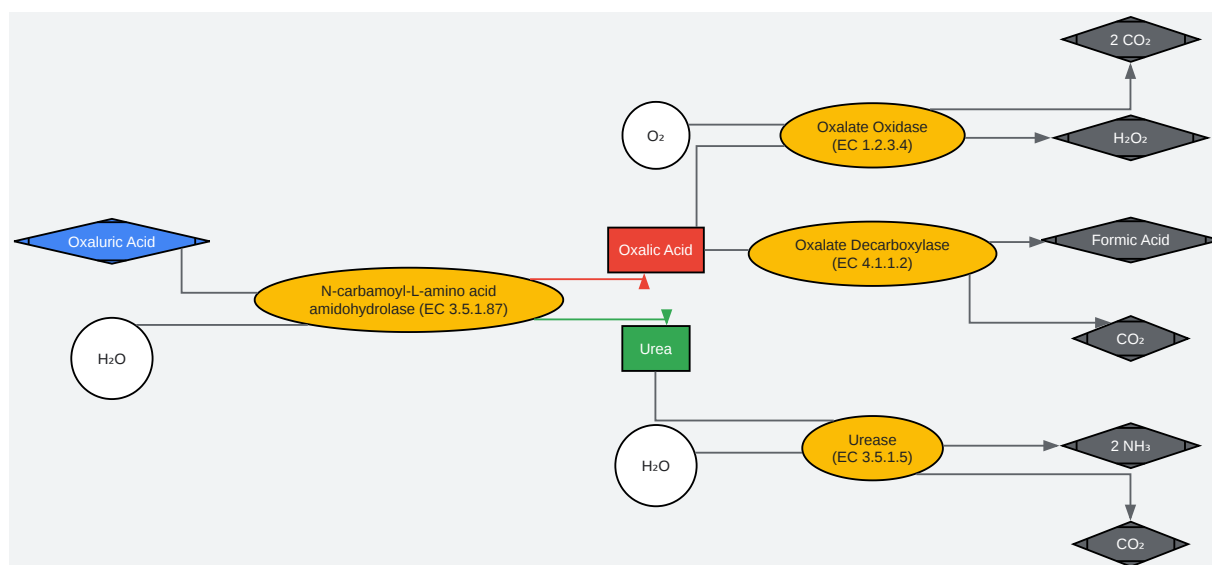 2 CO₂
O₂
Oxalate Oxidase
(EC 1.2.3.4)
H₂O₂
Oxaluric Acid
Oxalic Acid
Oxalate Decarboxylase
(EC 4.1.1.2)
Formic Acid
N-carbamoyl-L-amino acid
amidohydrolase (EC 3.5.1.87)
H₂O
Urea
CO₂
H₂O
Urease
(EC 3.5.1.5)
2 NH₃
CO₂